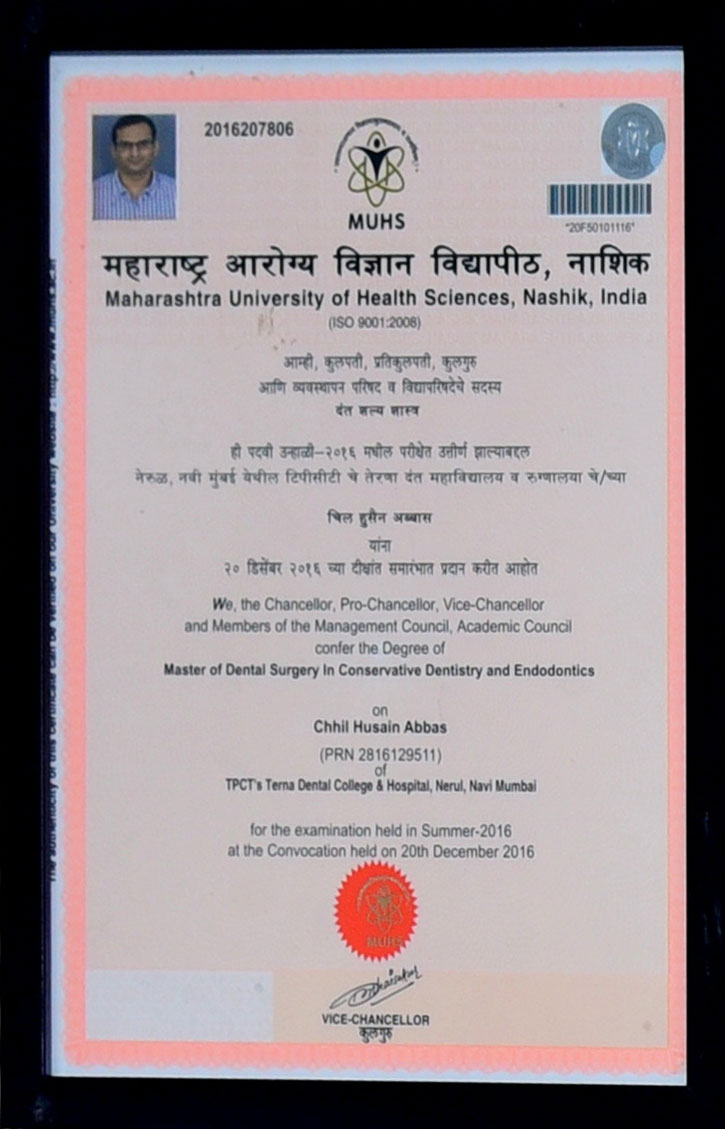 2016207806
MUHS
"20F50101116"
महाराष्ट्र आरोग्य विज्ञान विद्यापीठ, नाशिक
Maharashtra University of Health Sciences, Nashik, India
(ISO 9001:2008)
आम्ही, कुलपती, प्रतिकुलपती, कुलगुरु
आणि व्यवस्थापन परिषद व विद्यापरिषदेचे सदस्य
दंत शल्य शास्त्र
ही पदवी उन्हाळी-२०१६ मधील परीक्षेत उत्तीर्ण झाल्याबद्दल
नेरुळ, नवी मुंबई येथील टिपीसीटी चे तेरणा दंत महाविद्यालय व रुग्णालया चे/च्या
चिल हुसैन अब्बास
यांना
२० डिसेंबर २०१६ च्या दीक्षांत समारंभात प्रदान करीत आहोत
We, the Chancellor, Pro-Chancellor, Vice-Chancellor
and Members of the Management Council, Academic Council
confer the Degree of
Master of Dental Surgery In Conservative Dentistry and Endodontics
on
Chhil Husain Abbas
(PRN 2816129511)
of
TPCT's Terna Dental College & Hospital, Nerul, Navi Mumbai
for the examination held in Summer-2016
at the Convocation held on 20th December 2016
MUHS
VICE-CHANCELLOR
कुलगुरु